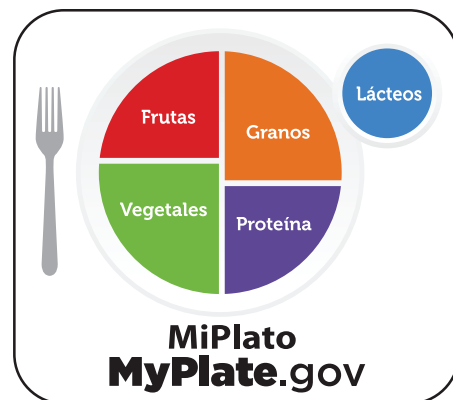 Frutas
Granos
Lácteos
Vegetales
Proteína
MiPlato
MyPlate.gov